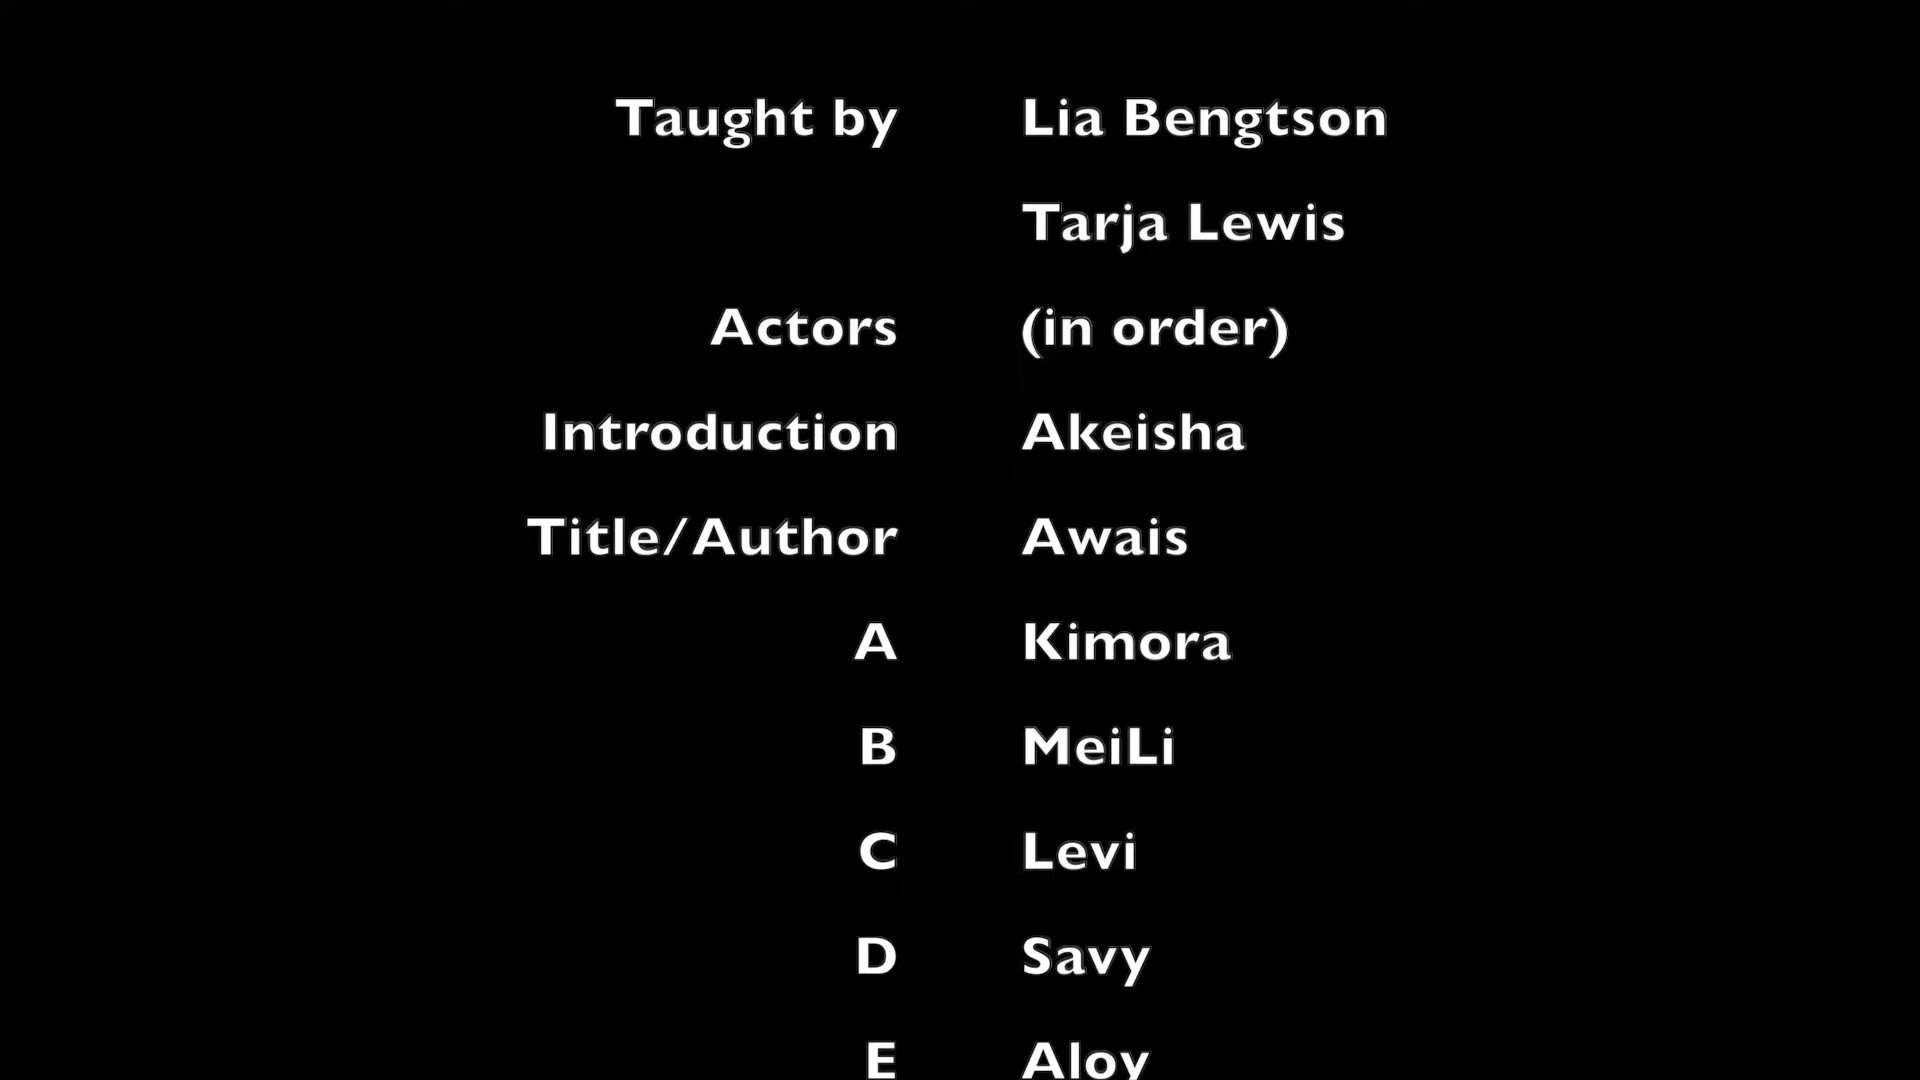 Taught by Lia Bengtson
Tarja Lewis
Actors (in order)
Introduction Akeisha
Title/Author Awais
A Kimora
B MeiLi
C Levi
D Savy
E Aloy